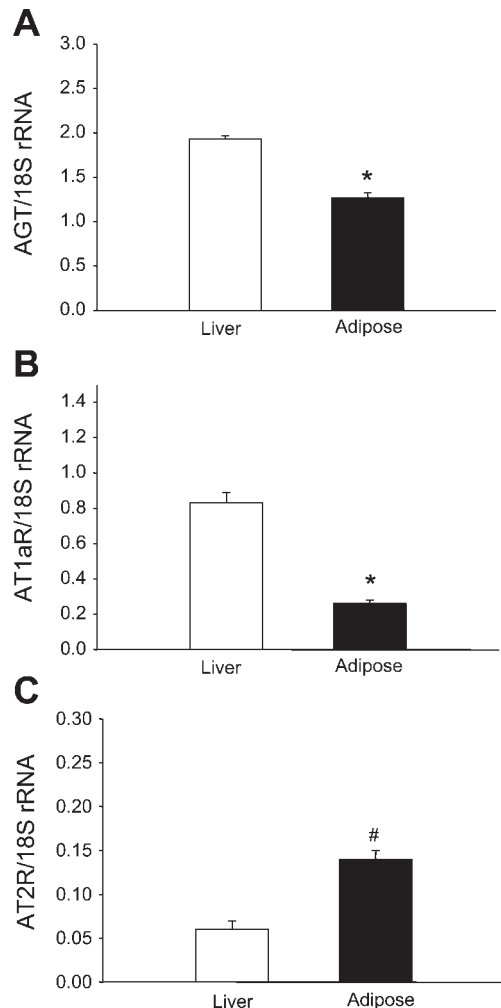 A
AGT/18S rRNA
3.0
2.5
2.0
1.5
1.0
0.5
0.0
*
Liver Adipose
B
AT1aR/18S rRNA
1.4
1.2
1.0
0.8
0.6
0.4
0.2
0.0
*
Liver Adipose
C
AT2R/18S rRNA
0.30
0.25
0.20
0.15
0.10
0.05
0.00
#
Liver Adipose